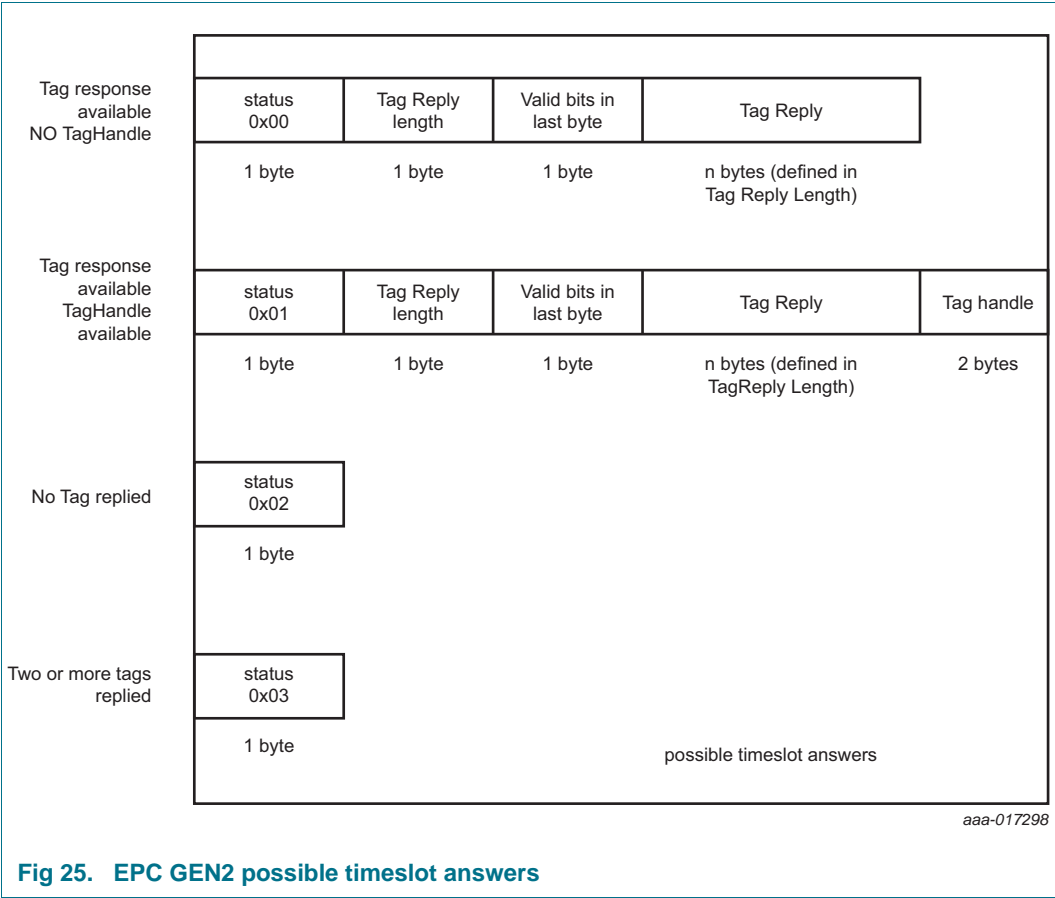 Tag response
available
NO TagHandle
status
0x00
Tag Reply
length
Valid bits in
last byte
Tag Reply
1 byte
1 byte
1 byte
n bytes (defined in
Tag Reply Length)
Tag response
available
TagHandle
available
status
0x01
Tag Reply
length
Valid bits in
last byte
Tag Reply
Tag handle
1 byte
1 byte
1 byte
n bytes (defined in
TagReply Length)
2 bytes
No Tag replied
status
0x02
1 byte
Two or more tags
replied
status
0x03
1 byte
possible timeslot answers
aaa-017298
Fig 25. EPC GEN2 possible timeslot answers